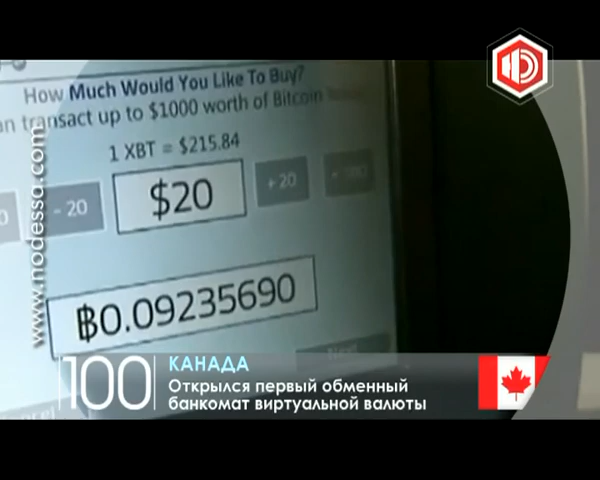 How Much Would You Like To Buy?
an transact up to $1000 worth of Bitcoin
1 XBT = $215.84
- 20
$20
+20
฿0.09235690
www.nodessa.com
100
КАНАДА
Открылся первый обменный
банкомат виртуальной валюты